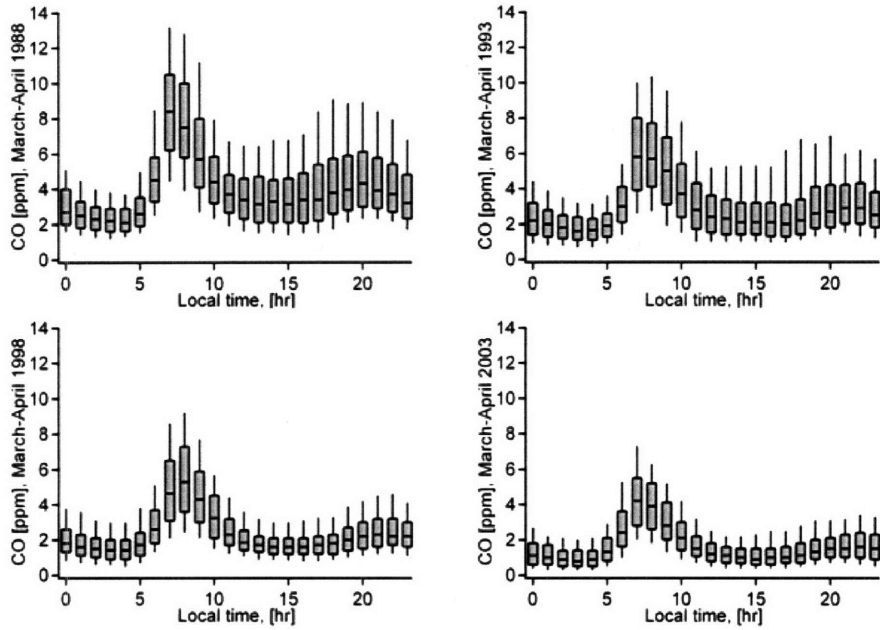 CO [ppm], March-April 1988
14
12
10
8
6
4
2
0
0 5 10 15 20
Local time, [hr]
CO [ppm], March-April 1993
14
12
10
8
6
4
2
0
0 5 10 15 20
Local time, [hr]
CO [ppm], March-April 1998
14
12
10
8
6
4
2
0
0 5 10 15 20
Local time, [hr]
CO [ppm], March-April 2003
14
12
10
8
6
4
2
0
0 5 10 15 20
Local time, [hr]